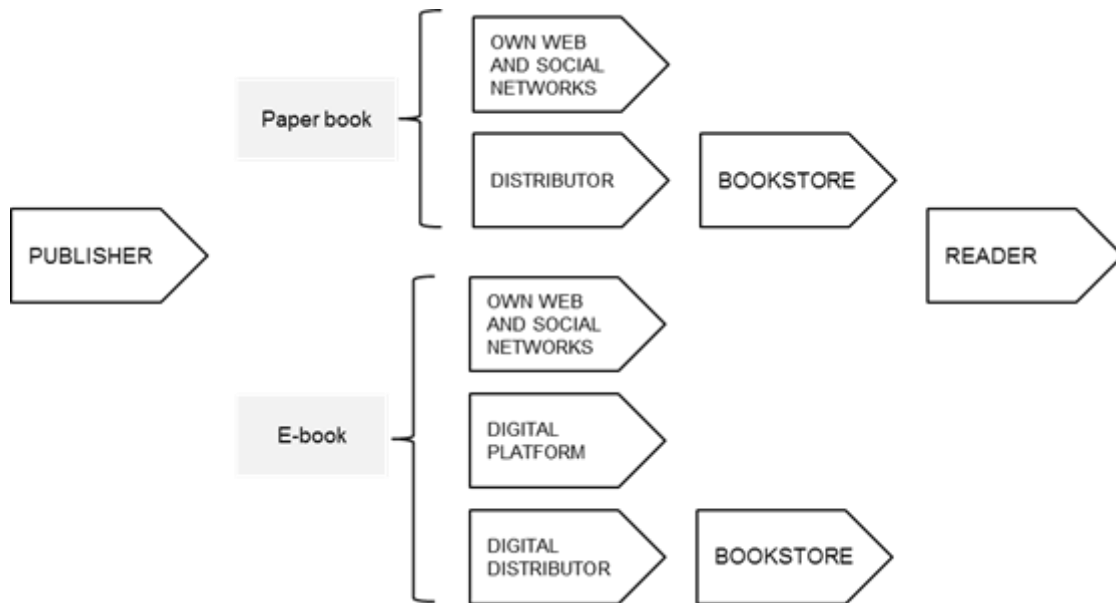 PUBLISHER
Paper book
OWN WEB
AND SOCIAL
NETWORKS
DISTRIBUTOR
BOOKSTORE
E-book
OWN WEB
AND SOCIAL
NETWORKS
DIGITAL
PLATFORM
DIGITAL
DISTRIBUTOR
BOOKSTORE
READER